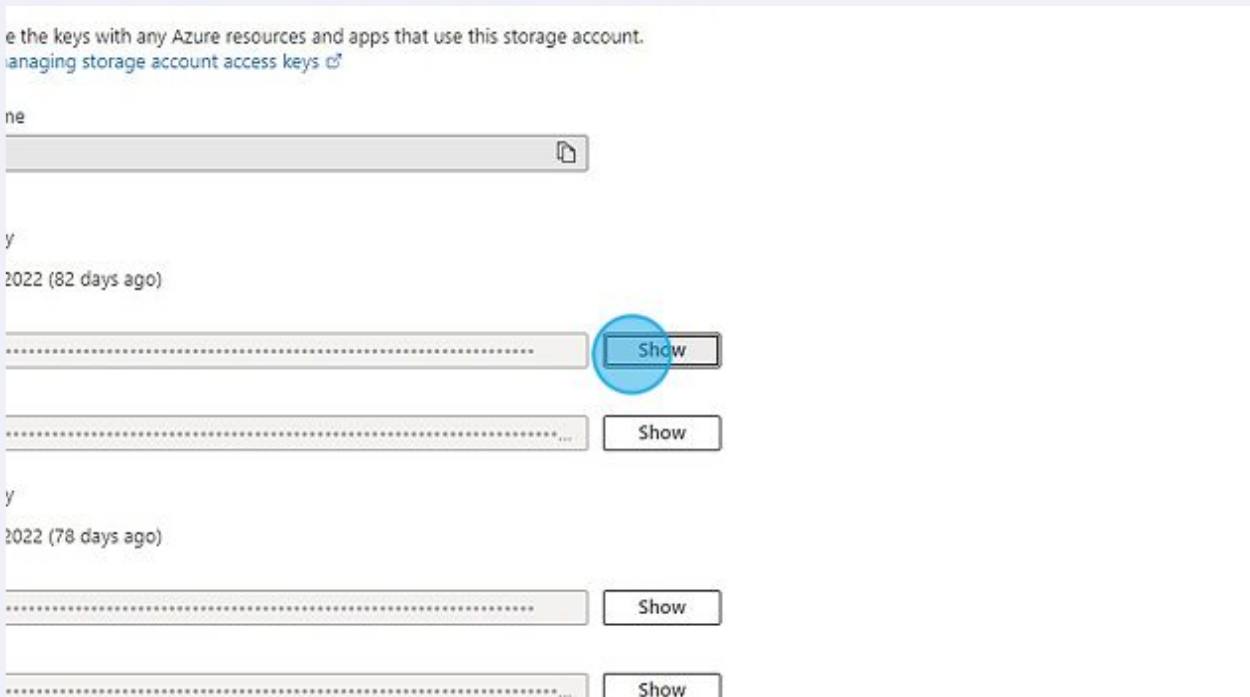 e the keys with any Azure resources and apps that use this storage account.
anaging storage account access keys
me
y
2022 (82 days ago)
Show
Show
y
2022 (78 days ago)
Show
Show